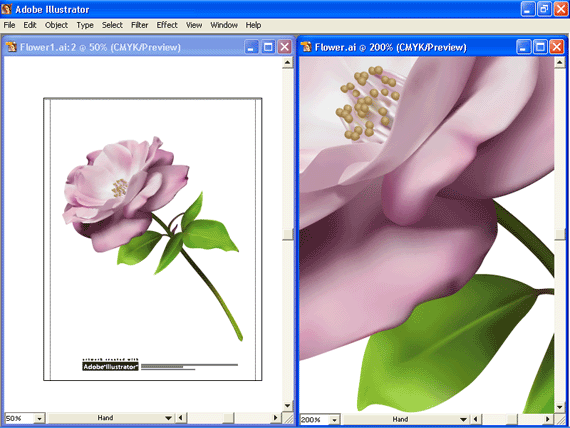 Adobe Illustrator
File Edit Object Type Select Filter Effect View Window Help
Flower1.ai:2 @ 50% (CMYK/Preview)
Flower.ai @ 200% (CMYK/Preview)
artwork created with
Adobe®Illustrator®
50% Hand
200% Hand